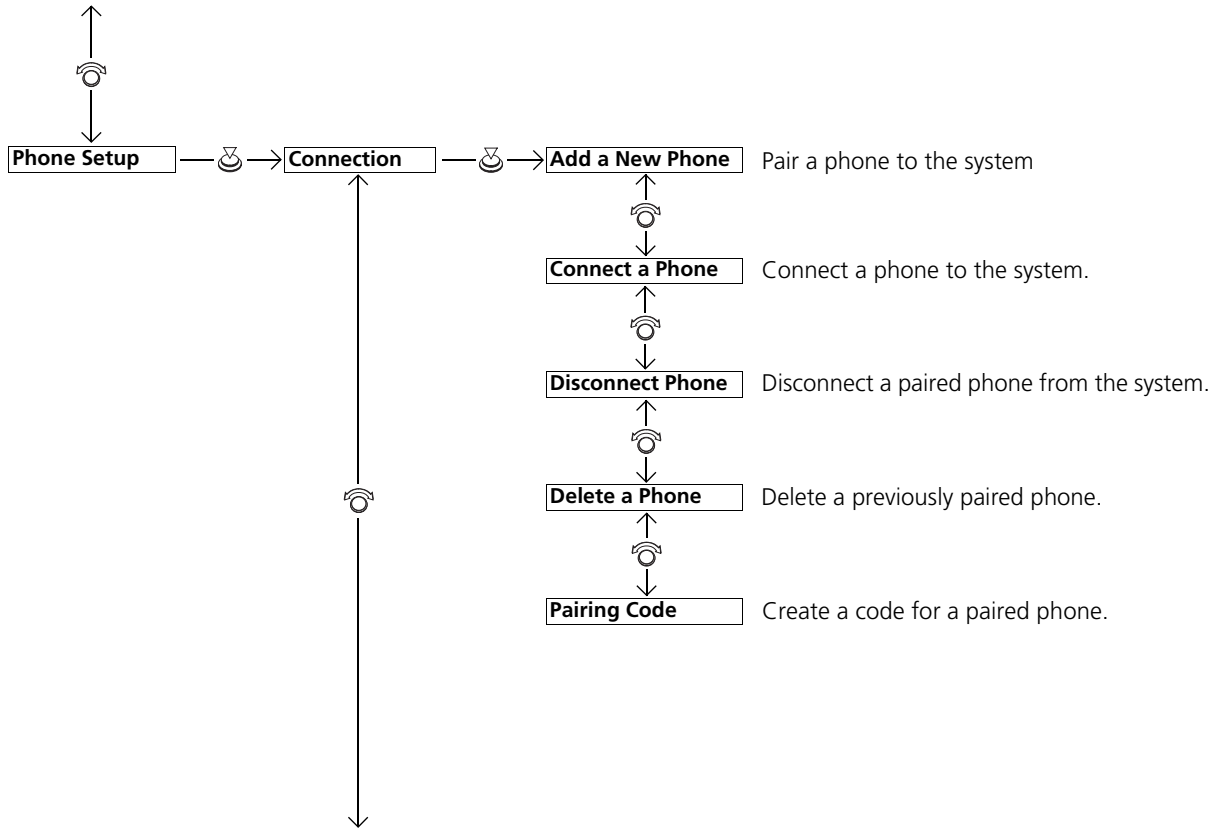 Phone Setup
Connection
Add a New Phone
Pair a phone to the system
Connect a Phone
Connect a phone to the system.
Disconnect Phone
Disconnect a paired phone from the system.
Delete a Phone
Delete a previously paired phone.
Pairing Code
Create a code for a paired phone.